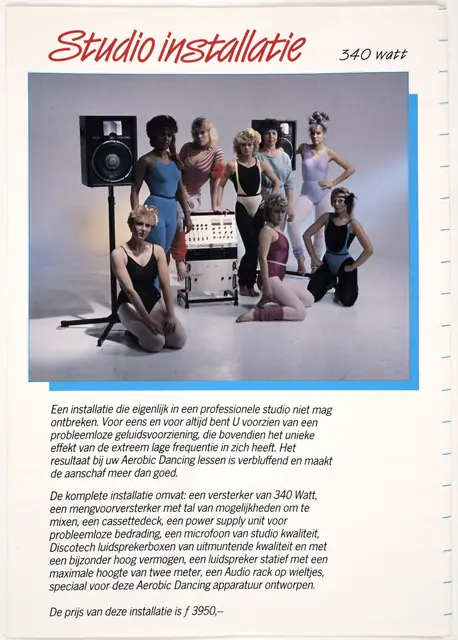 Studio installatie
340 watt
Een installatie die eigenlijk in een professionele studio niet mag
ontbreken. Voor eens en voor altijd bent U voorzien van een
probleemloze geluidsvoorziening, die bovendien het unieke
effekt van de extreem lage frequentie in zich heeft. Het
resultaat bij uw Aerobic Dancing lessen is verbluffend en maakt
de aanschaf meer dan goed.
De komplete installatie omvat: een versterker van 340 Watt,
een mengvoorversterker met tal van mogelijkheden om te
mixen, een cassettedeck, een power supply unit voor
probleemloze bedrading, een microfoon van studio kwaliteit,
Discotech luidsprekerboxen van uitmuntende kwaliteit en met
een bijzonder hoog vermogen, een luidspreker statief met een
maximale hoogte van twee meter, een Audio rack op wieltjes,
speciaal voor deze Aerobic Dancing apparatuur ontworpen.
De prijs van deze installatie is ƒ 3950,–